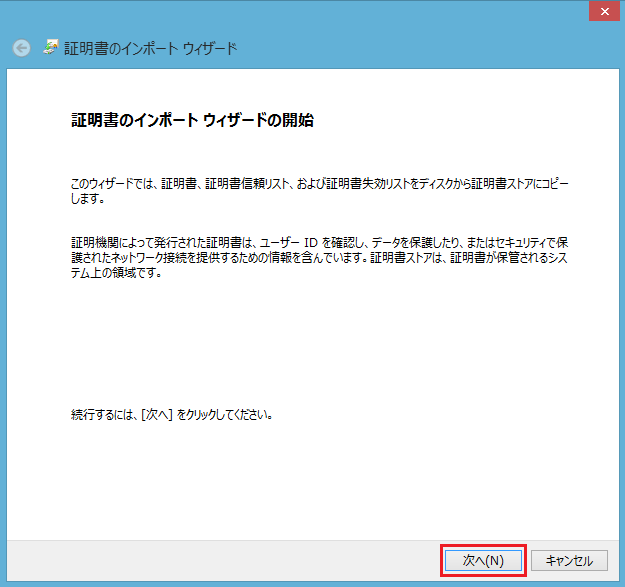 証明書のインポート ウィザード
証明書のインポート ウィザードの開始
このウィザードでは、証明書、証明書信頼リスト、および証明書失効リストをディスクから証明書ストアにコピー
します。
証明機関によって発行された証明書は、ユーザー ID を確認し、データを保護したり、またはセキュリティで保
護されたネットワーク接続を提供するための情報を含んでいます。証明書ストアは、証明書が保管されるシス
テム上の領域です。
続行するには、[次へ] をクリックしてください。
次へ(N)
キャンセル